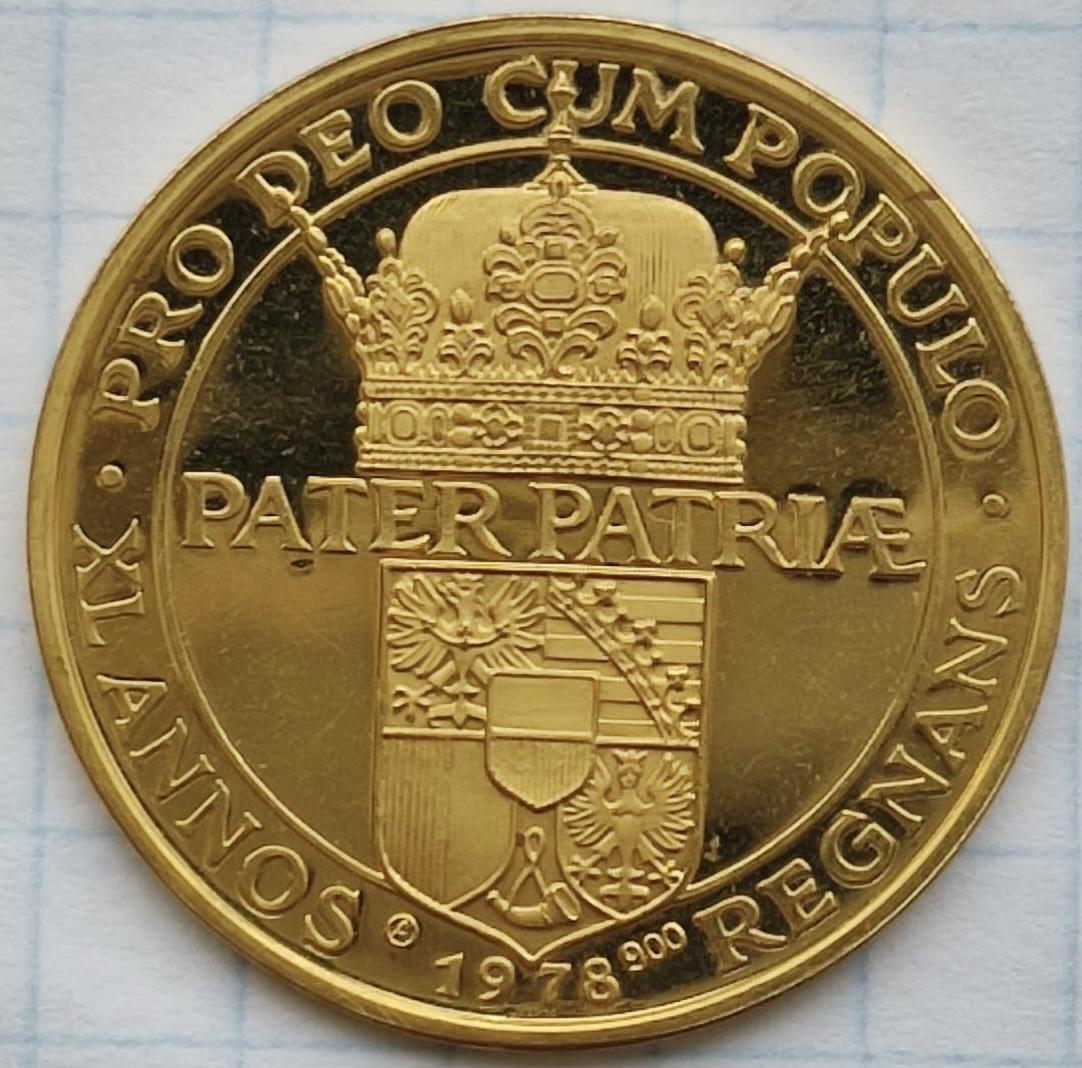 PRO DEO CUM POPULO
PATER PATRIÆ
XL ANNOS REGNANS
1978 900